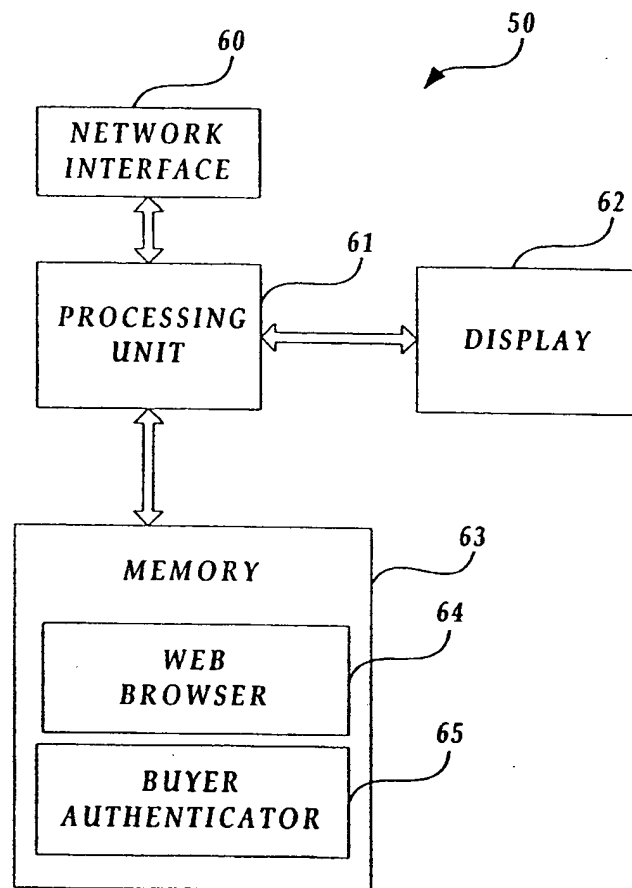 50
60
NETWORK
INTERFACE
61
62
PROCESSING
UNIT
DISPLAY
63
MEMORY
64
WEB
BROWSER
65
BUYER
AUTHENTICATOR